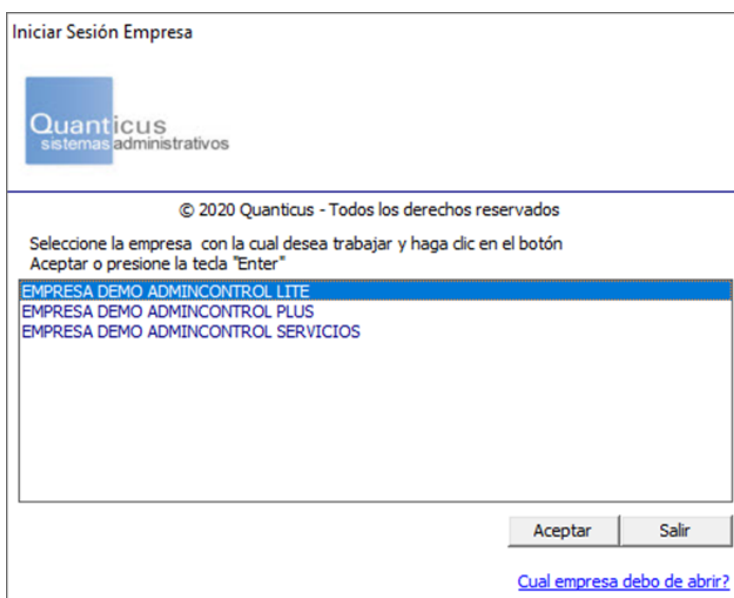 Iniciar Sesión Empresa
Quanticus
sistemas administrativos
© 2020 Quanticus - Todos los derechos reservados
Seleccione la empresa con la cual desea trabajar y haga clic en el botón
Aceptar o presione la tecla "Enter"
EMPRESA DEMO ADMINCONTROL LITE
EMPRESA DEMO ADMINCONTROL PLUS
EMPRESA DEMO ADMINCONTROL SERVICIOS
Aceptar Salir
Cual empresa debo de abrir?